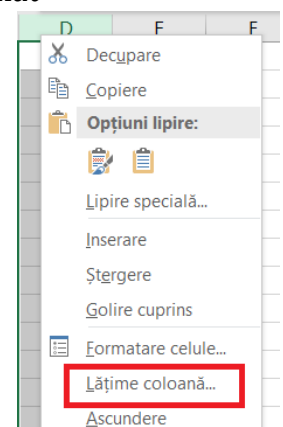 D E F
Decupare
Copiere
Opțiuni lipire:
Lipire specială...
Inserare
Ștergere
Golire cuprins
Formatare celule...
Lățime coloană...
Ascundere